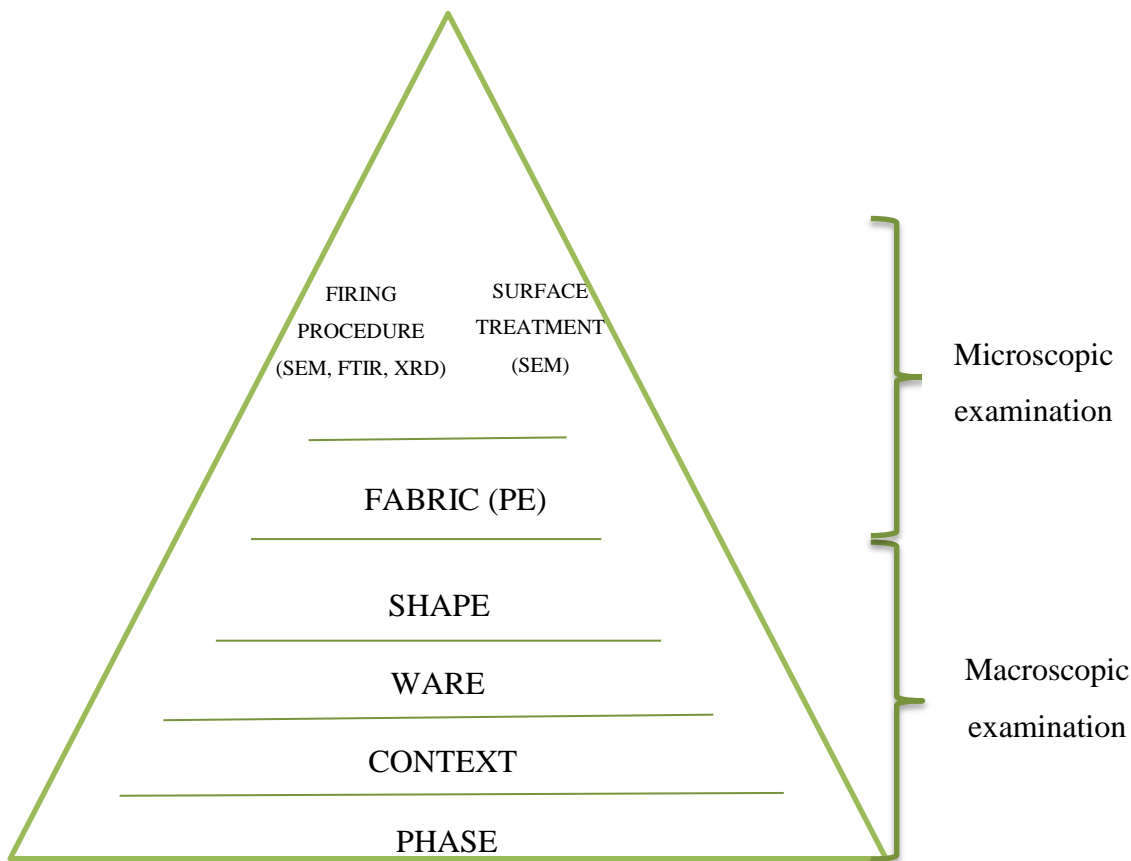 FIRING
PROCEDURE
(SEM, FTIR, XRD)
SURFACE
TREATMENT
(SEM)
FABRIC (PE)
SHAPE
WARE
CONTEXT
PHASE
Microscopic
examination
Macroscopic
examination